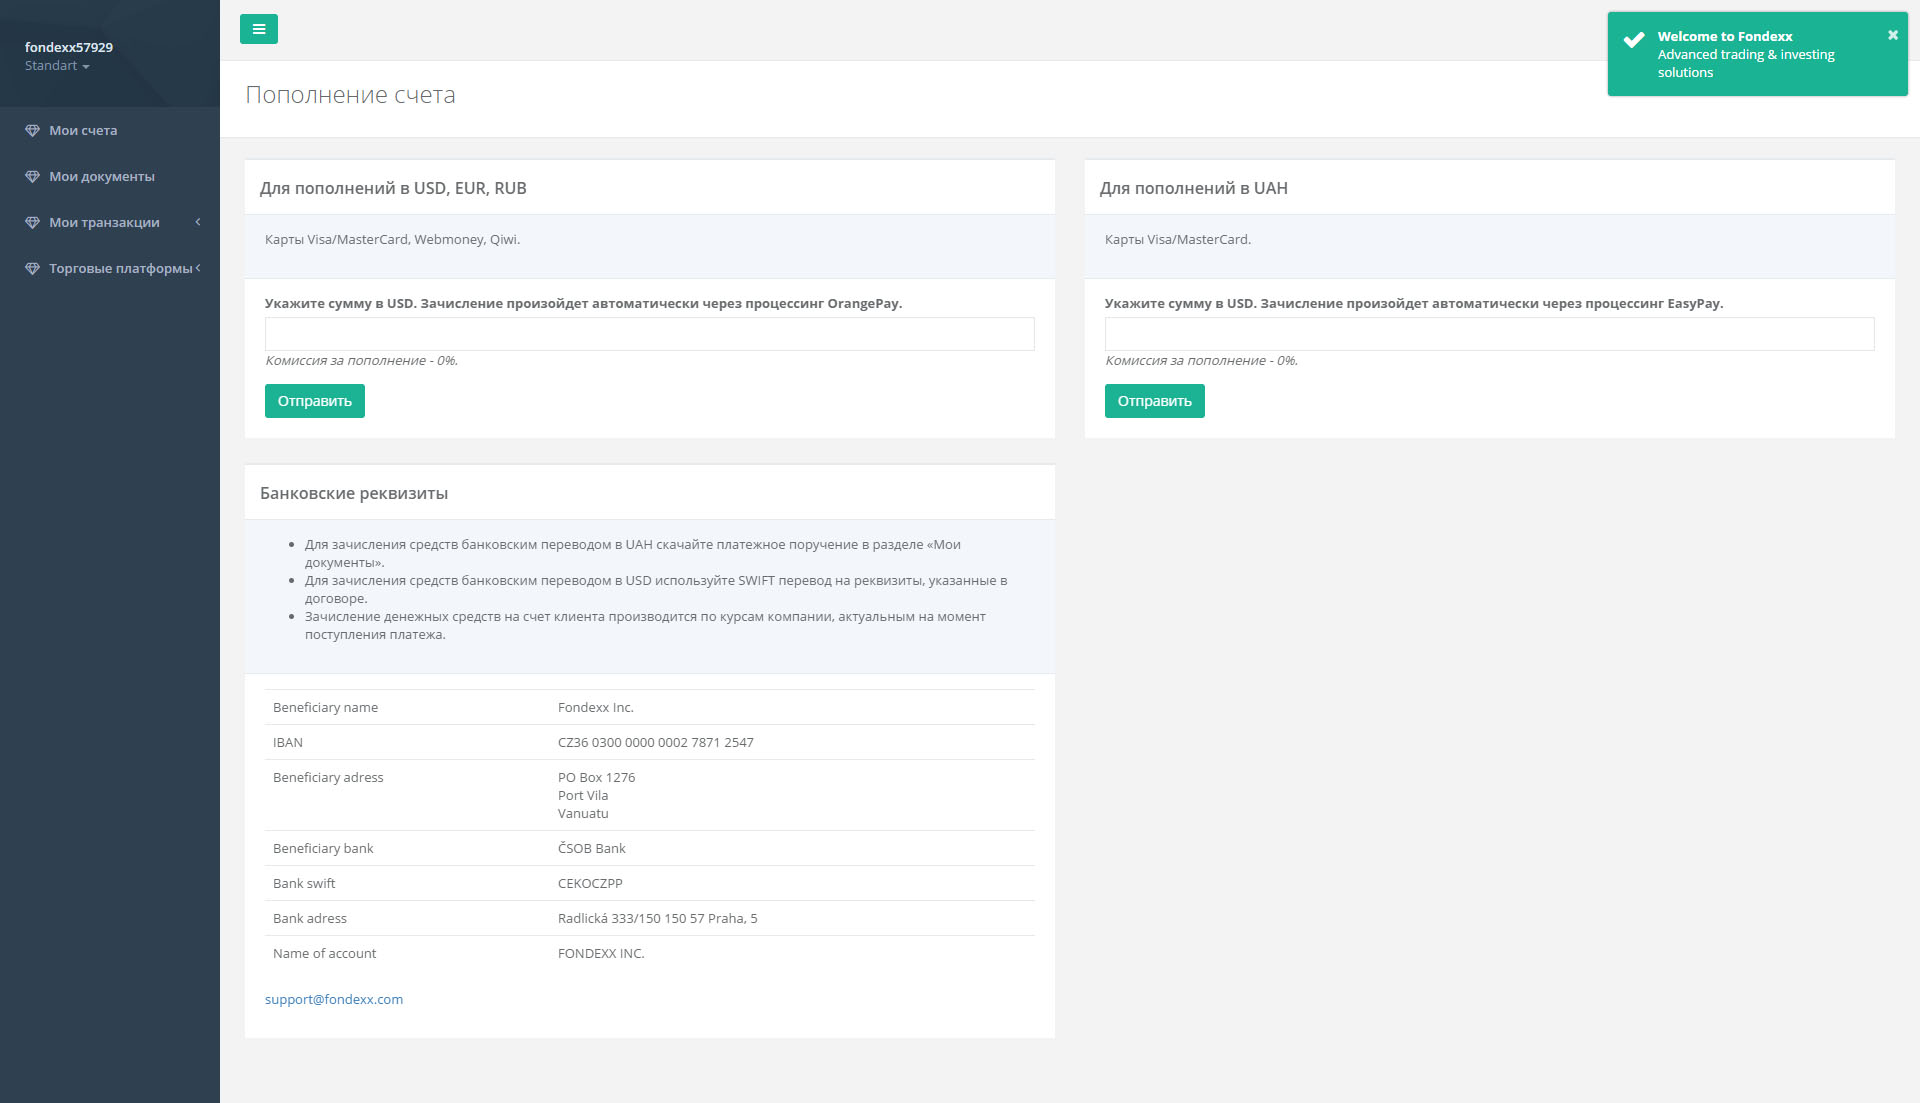 fondexx57929
Standart
Мои счета
Мои документы
Мои транзакции
Торговые платформы
Welcome to Fondexx
Advanced trading & investing
solutions
Пополнение счета
Для пополнений в USD, EUR, RUB
Карты Visa/MasterCard, Webmoney, Qiwi.
Укажите сумму в USD. Зачисление произойдет автоматически через процессинг OrangePay.
Комиссия за пополнение - 0%.
Отправить
Для пополнений в UAH
Карты Visa/MasterCard.
Укажите сумму в USD. Зачисление произойдет автоматически через процессинг EasyPay.
Комиссия за пополнение - 0%.
Отправить
Банковские реквизиты
Для зачисления средств банковским переводом в UAH скачайте платежное поручение в разделе «Мои
документы».
Для зачисления средств банковским переводом в USD используйте SWIFT перевод на реквизиты, указанные в
договоре.
Зачисление денежных средств на счет клиента производится по курсам компании, актуальным на момент
поступления платежа.
Beneficiary name Fondexx Inc.
IBAN CZ36 0300 0000 0002 7871 2547
Beneficiary adress PO Box 1276
Port Vila
Vanuatu
Beneficiary bank ČSOB Bank
Bank swift CEKOCZPP
Bank adress Radlická 333/150 150 57 Praha, 5
Name of account FONDEXX INC.
support@fondexx.com